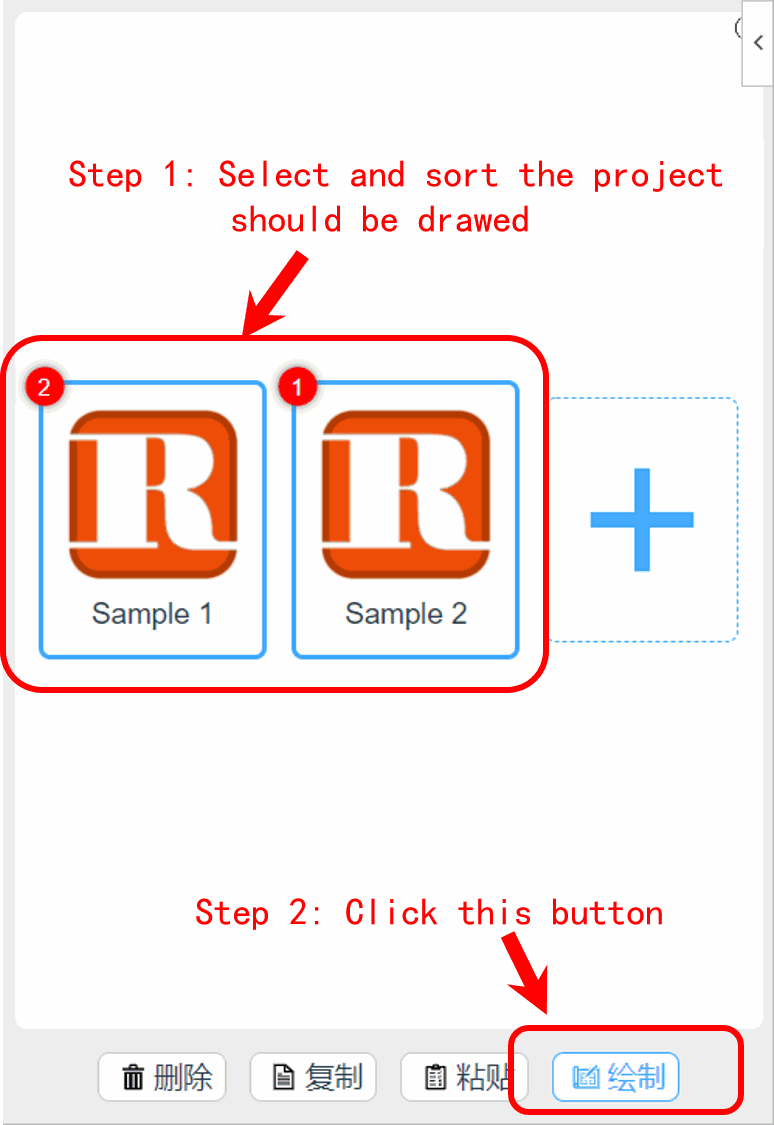 Step 1: Select and sort the project
should be drawed
2
1
R
R
Sample 1
Sample 2
Step 2: Click this button
删除
复制
粘贴
绘制